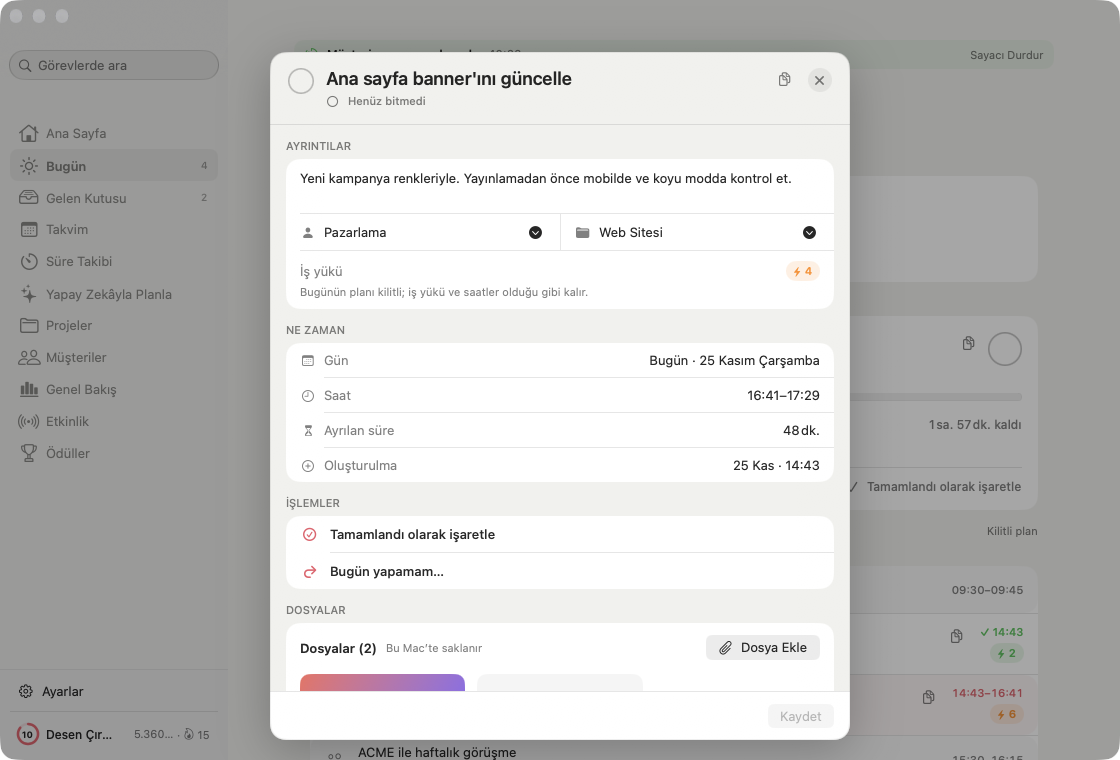 Görevlerde ara
Ana Sayfa
Bugün 4
Gelen Kutusu 2
Takvim
Süre Takibi
Yapay Zekâyla Planla
Projeler
Müşteriler
Genel Bakış
Etkinlik
Ödüller
Ayarlar
10 Desen Çır... 5.360... · 15
Sayacı Durdur
Ana sayfa banner'ını güncelle
Henüz bitmedi
AYRINTILAR
Yeni kampanya renkleriyle. Yayınlamadan önce mobilde ve koyu modda kontrol et.
Pazarlama
Web Sitesi
İş yükü 4
Bugünün planı kilitli; iş yükü ve saatler olduğu gibi kalır.
NE ZAMAN
Gün Bugün · 25 Kasım Çarşamba
Saat 16:41–17:29
Ayrılan süre 48 dk.
Oluşturulma 25 Kas · 14:43
İŞLEMLER
Tamamlandı olarak işaretle
Bugün yapamam...
DOSYALAR
Dosyalar (2) Bu Mac'te saklanır Dosya Ekle
Kaydet
1 sa. 57 dk. kaldı
Tamamlandı olarak işaretle
Kilitli plan
09:30–09:45
14:43
2
14:43–16:41
6
ACME ile haftalık görüşme
15:30–16:15